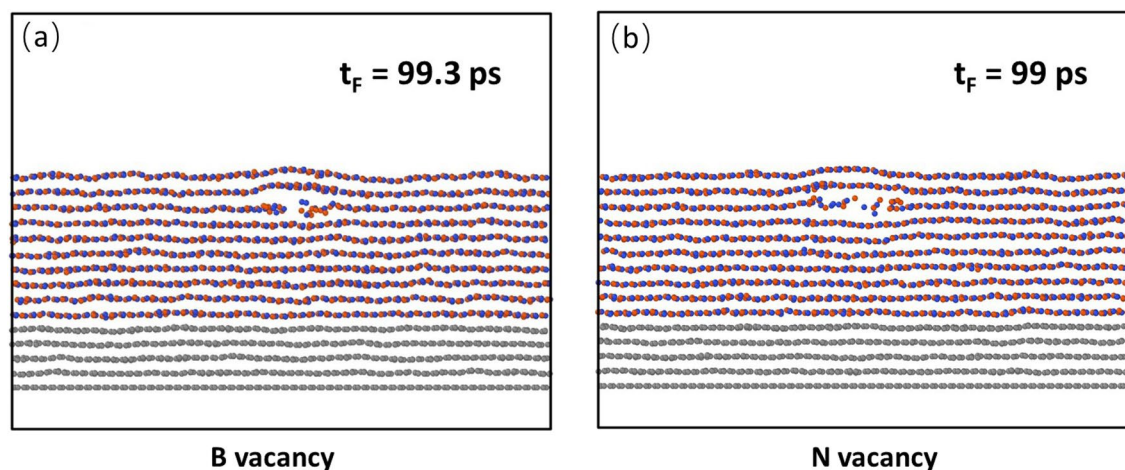 (a)
t_F = 99.3 ps
B vacancy
(b)
t_F = 99 ps
N vacancy